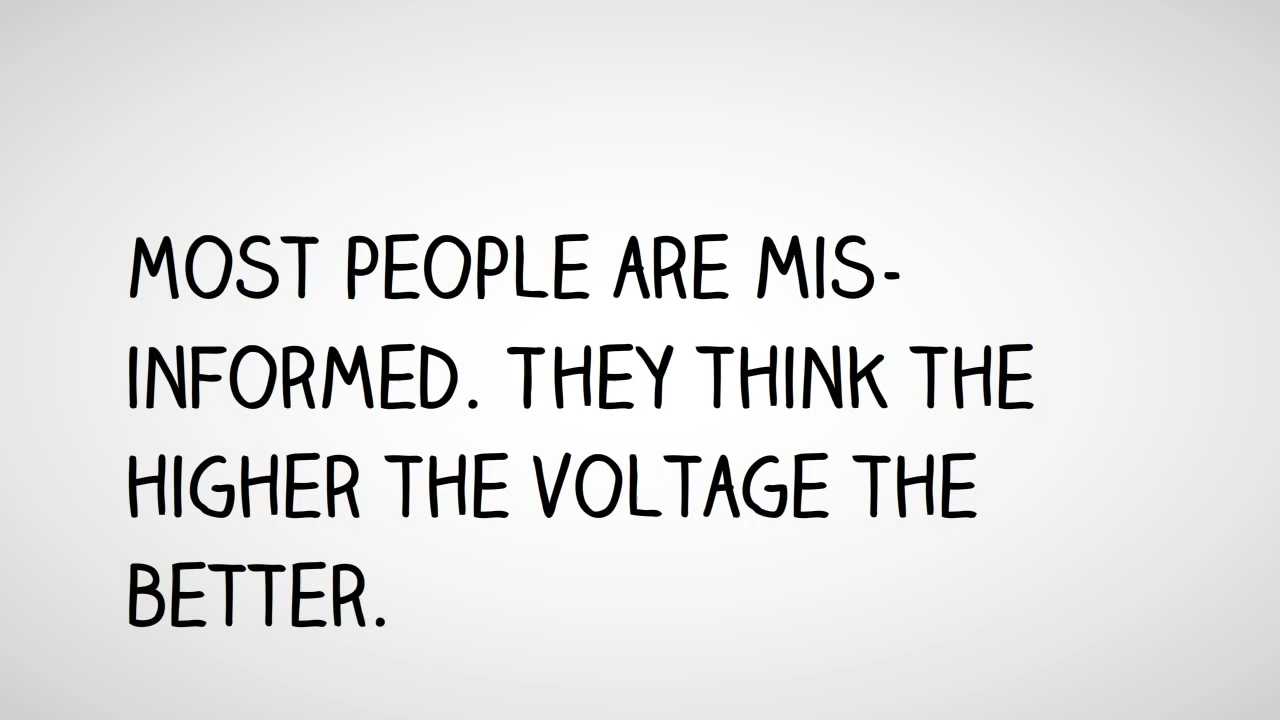 MOST PEOPLE ARE MIS-
INFORMED. THEY THINK THE
HIGHER THE VOLTAGE THE
BETTER.